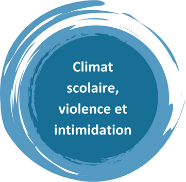 Climat
scolaire,
violence et
intimidation